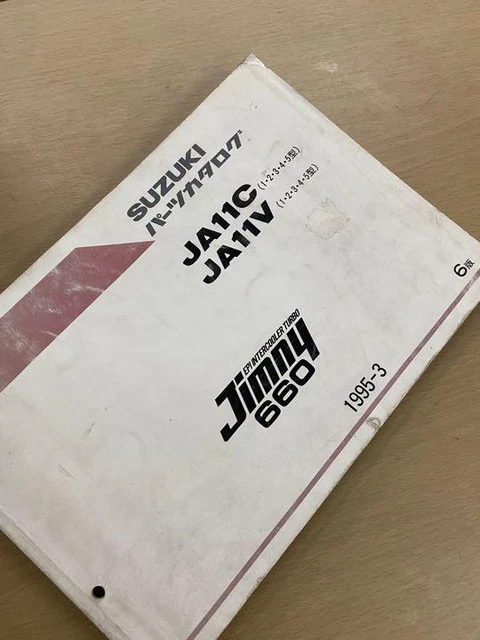 SUZUKI
パーツカタログ
JA11C (1・2・3・4・5型)
JA11V (1・2・3・4・5型)
6版
EPI INTERCOOLER TURBO
Jimny
660
1995-3